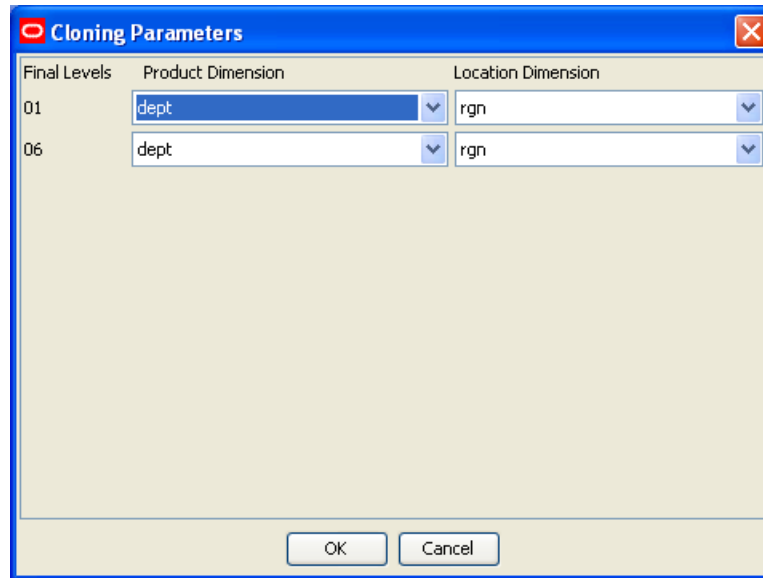 Cloning Parameters
Final Levels Product Dimension Location Dimension
01 dept rgn
06 dept rgn
OK Cancel